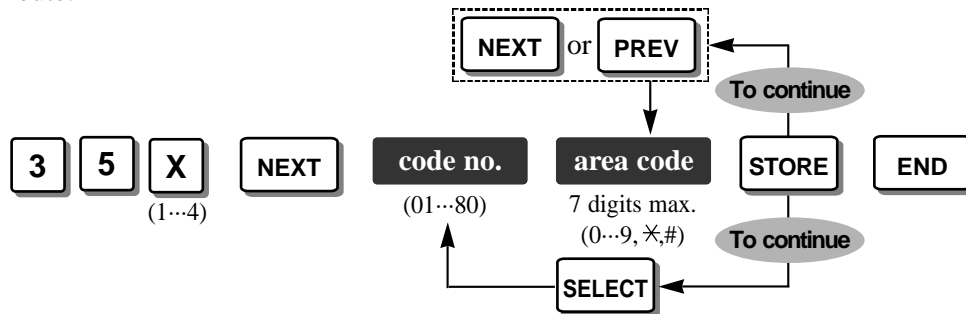 NEXT or PREV
To continue
3 5 X NEXT code no. area code STORE END
(1···4) (01···80) 7 digits max.
(0···9, ✳,#)
To continue
SELECT